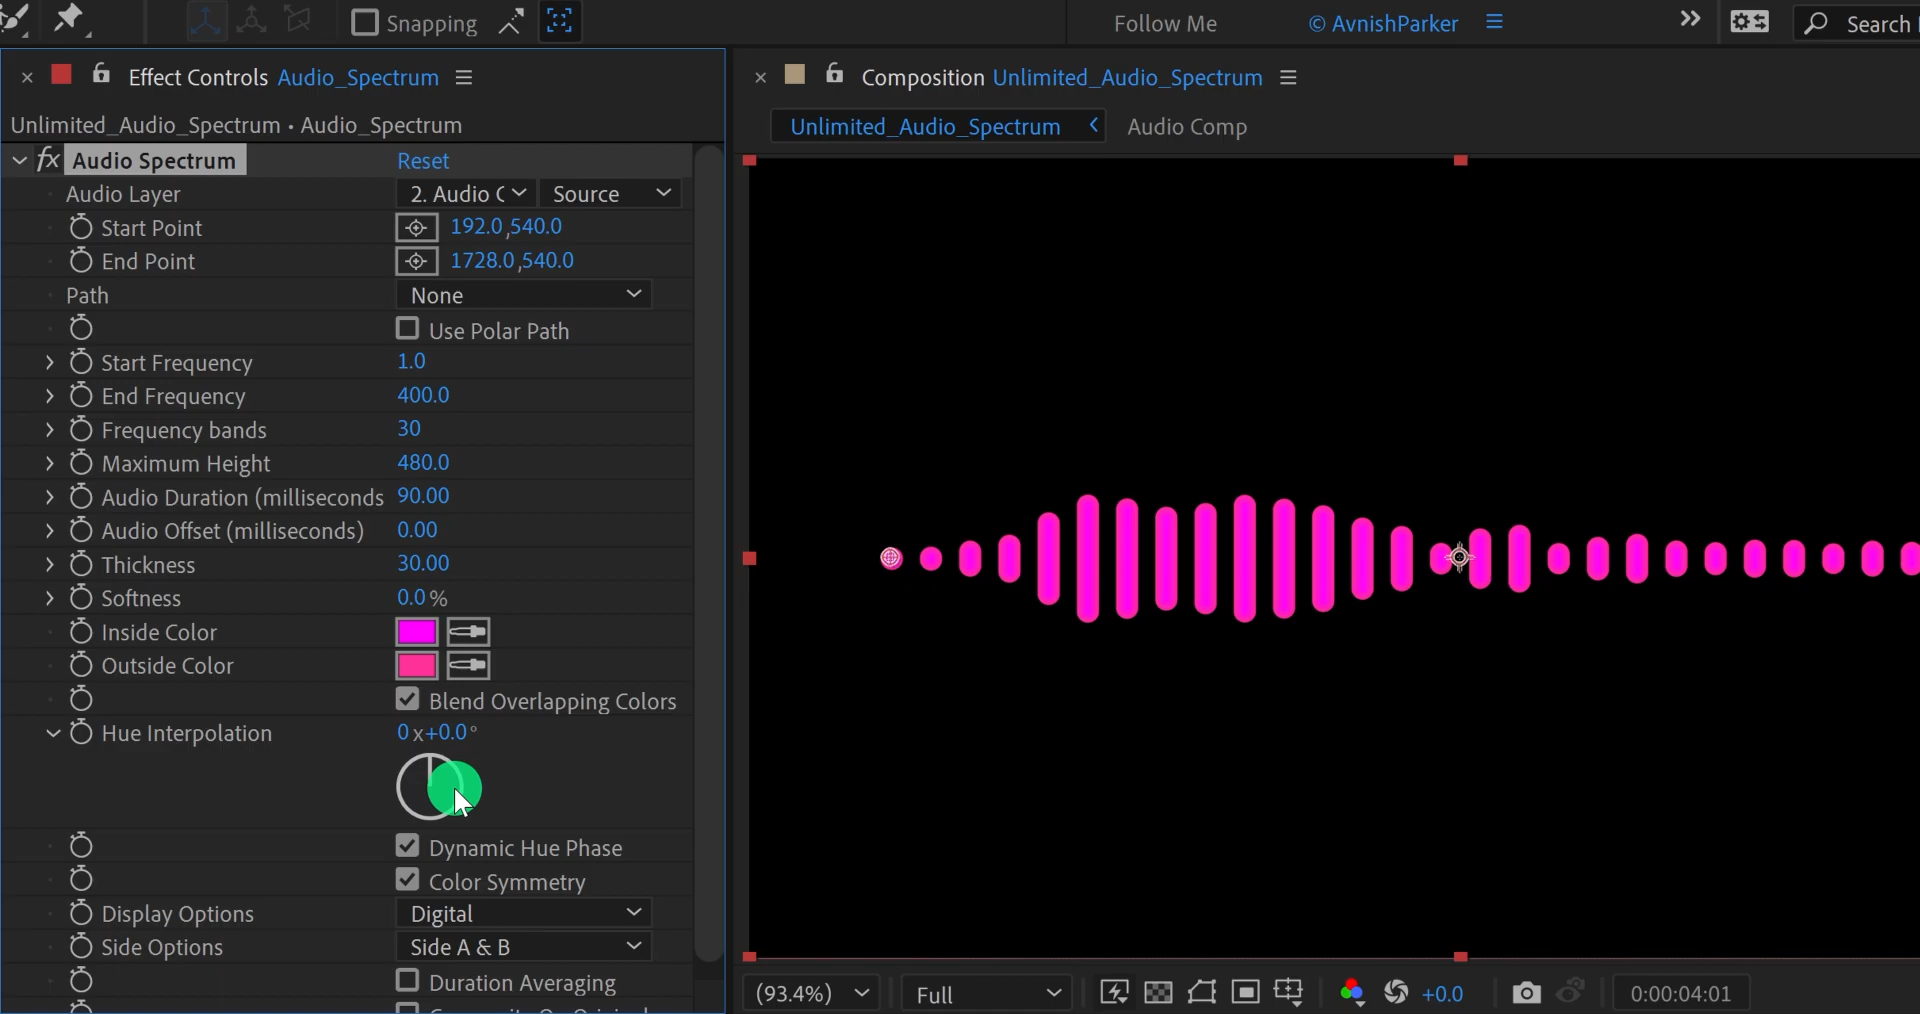 Snapping
Follow Me
© AvnishParker
Search
Effect Controls Audio_Spectrum
Unlimited_Audio_Spectrum • Audio_Spectrum
fx Audio Spectrum Reset
Audio Layer 2. Audio C Source
Start Point 192.0,540.0
End Point 1728.0,540.0
Path None
Use Polar Path
Start Frequency 1.0
End Frequency 400.0
Frequency bands 30
Maximum Height 480.0
Audio Duration (milliseconds 90.00
Audio Offset (milliseconds) 0.00
Thickness 30.00
Softness 0.0 %
Inside Color
Outside Color
Blend Overlapping Colors
Hue Interpolation 0 x+0.0 °
Dynamic Hue Phase
Color Symmetry
Display Options Digital
Side Options Side A & B
Duration Averaging
Composition Unlimited_Audio_Spectrum
Unlimited_Audio_Spectrum Audio Comp
(93.4%) Full +0.0 0:00:04:01